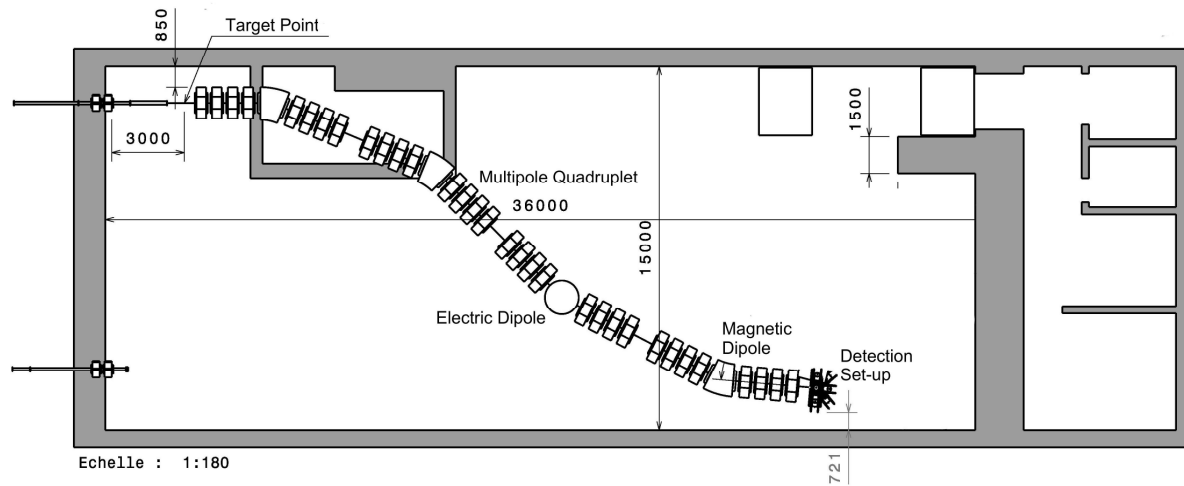 850
Target Point
3000
1500
Multipole Quadruplet
36000
15000
Electric Dipole
Magnetic
Dipole
Detection
Set-up
721
Echelle :  1:180